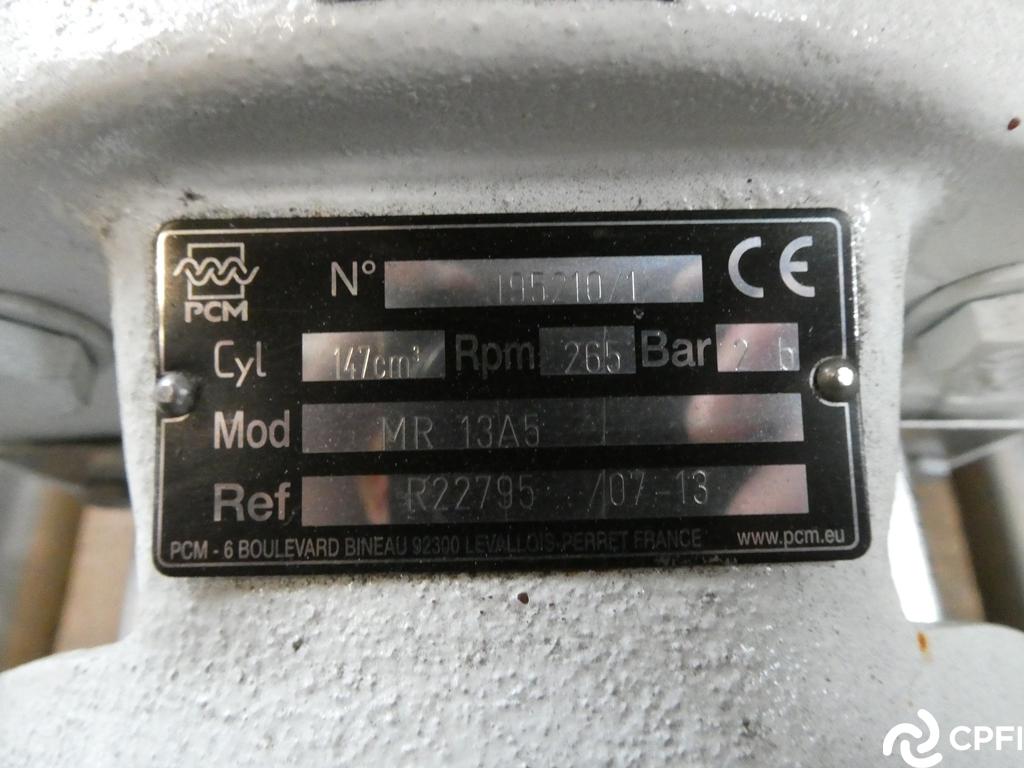 PCM
N° 195210/1 CE
Cyl 147cm³ Rpm 265 Bar 2 6
Mod MR 13A5
Ref R22795 /07-13
PCM - 6 BOULEVARD BINEAU 92300 LEVALLOIS-PERRET FRANCE www.pcm.eu
CPFI